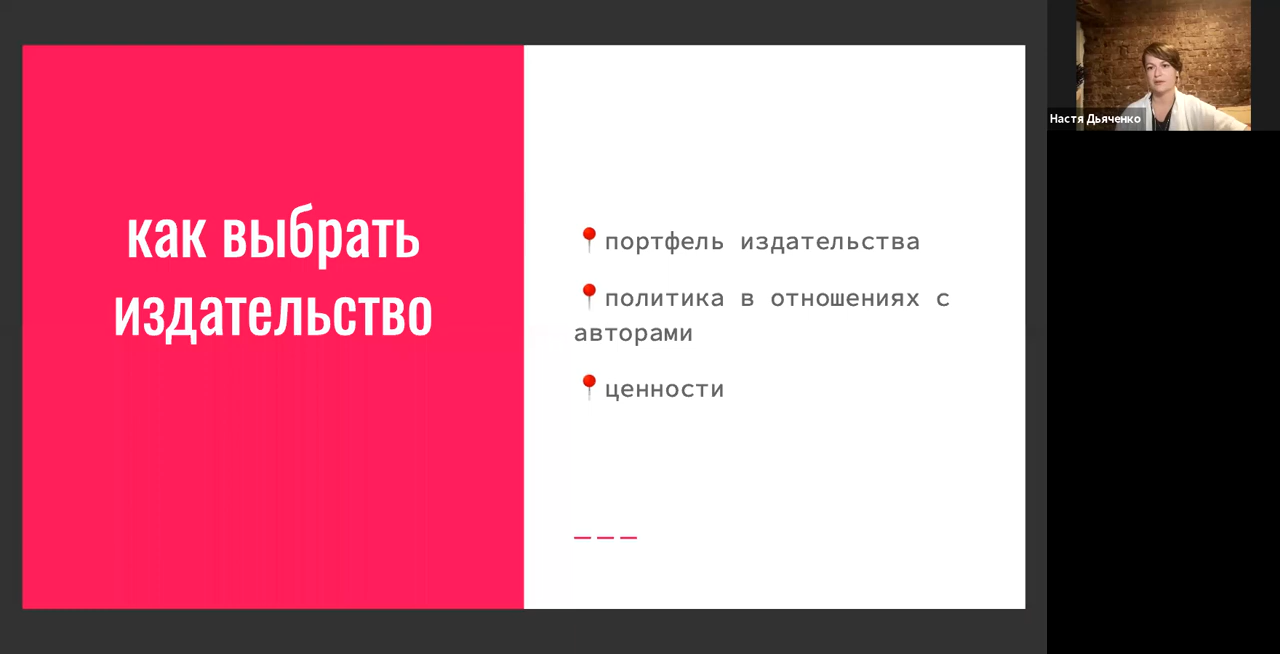 как выбрать
издательство
📍портфель издательства
📍политика в отношениях с
авторами
📍ценности
Настя Дьяченко